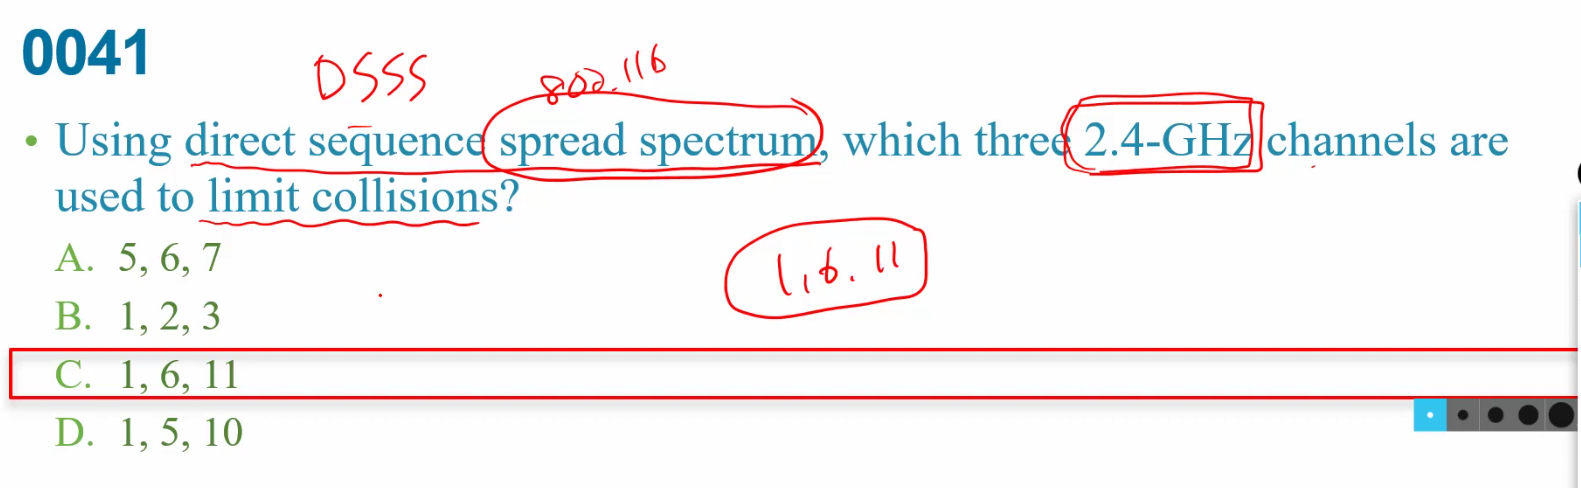 0041
DSSS 802.11b
• Using direct sequence spread spectrum, which three 2.4-GHz channels are
used to limit collisions?
A. 5, 6, 7
1, 6. 11
B. 1, 2, 3
C. 1, 6, 11
D. 1, 5, 10